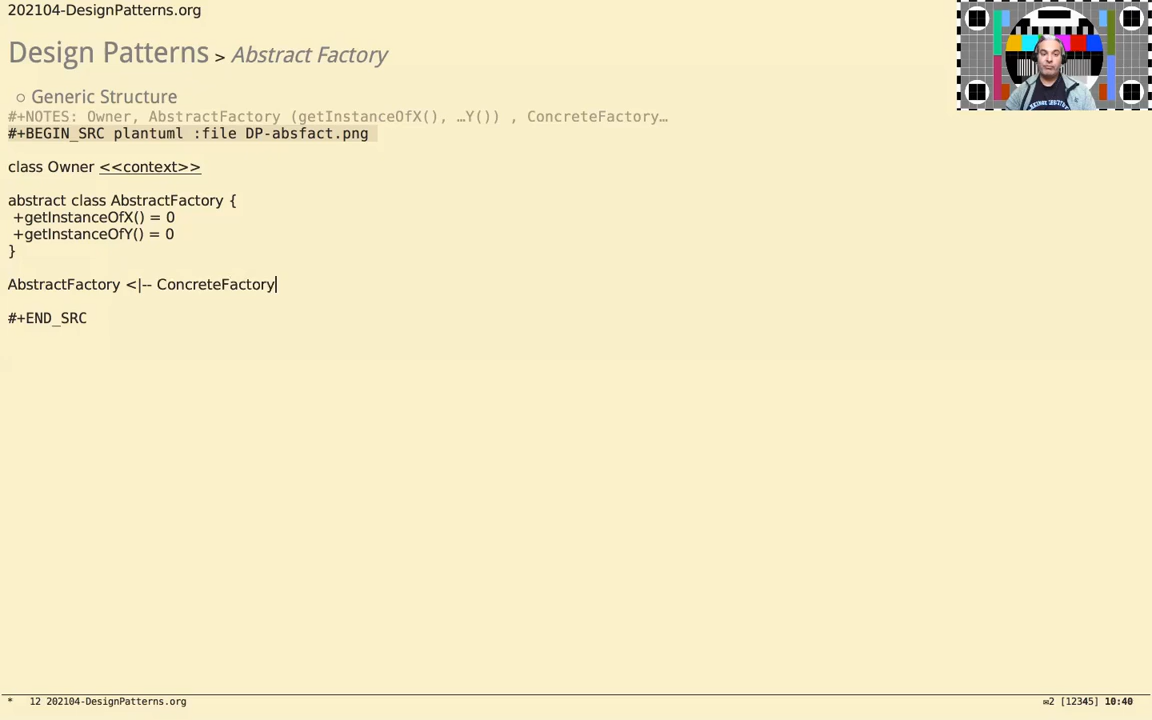 202104-DesignPatterns.org
Design Patterns > Abstract Factory
○ Generic Structure
#+NOTES: Owner, AbstractFactory (getInstanceOfX(), …Y()) , ConcreteFactory…
#+BEGIN_SRC plantuml :file DP-absfact.png
class Owner <<context>>
abstract class AbstractFactory {
+getInstanceOfX() = 0
+getInstanceOfY() = 0
}
AbstractFactory <|-- ConcreteFactory
#+END_SRC
* 12 202104-DesignPatterns.org ✉2 [12345] 10:40